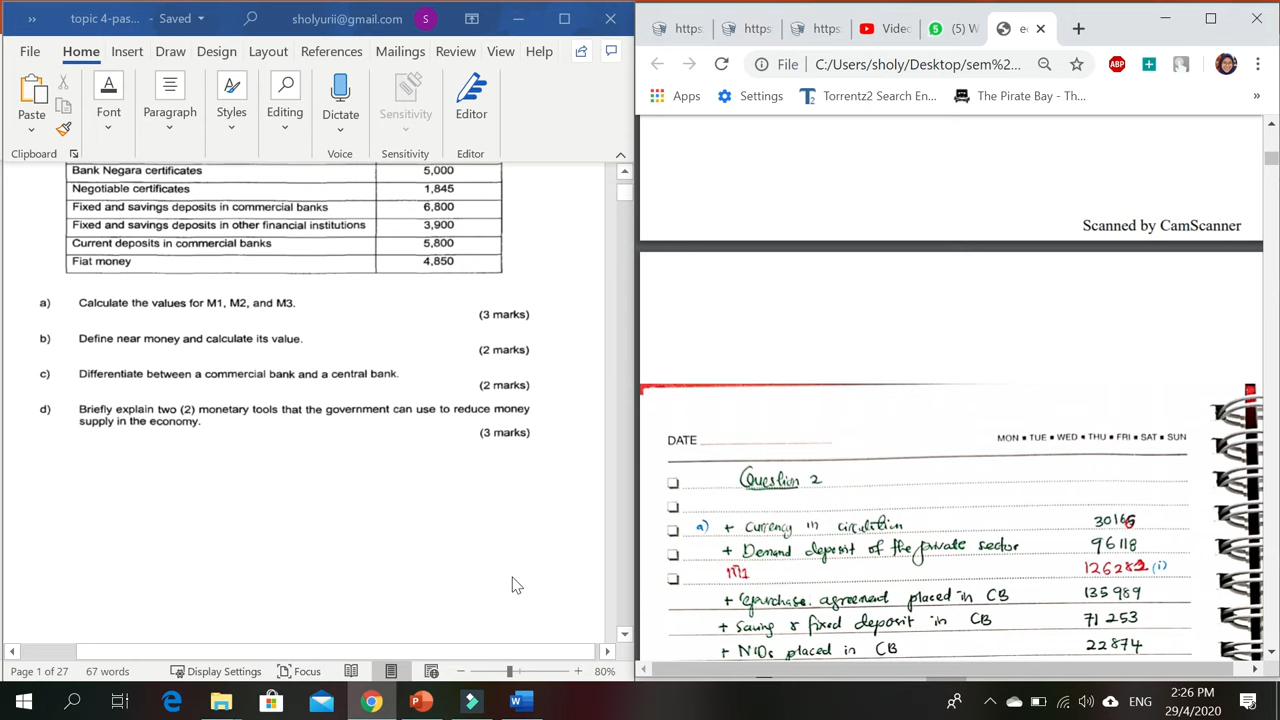 topic 4-pas... - Saved
sholyurii@gmail.com
S
File Home Insert Draw Design Layout References Mailings Review View Help
Paste
Font
Paragraph
Styles
Editing
Dictate
Sensitivity
Editor
Clipboard
Voice
Sensitivity
Editor
Bank Negara certificates 5,000
Negotiable certificates 1,845
Fixed and savings deposits in commercial banks 6,800
Fixed and savings deposits in other financial institutions 3,900
Current deposits in commercial banks 5,800
Fiat money 4,850
a) Calculate the values for M1, M2, and M3.
(3 marks)
b) Define near money and calculate its value.
(2 marks)
c) Differentiate between a commercial bank and a central bank.
(2 marks)
d) Briefly explain two (2) monetary tools that the government can use to reduce money
supply in the economy.
(3 marks)
Page 1 of 27 67 words Display Settings Focus 80%
https https https Videc (5) W ec
File C:/Users/sholy/Desktop/sem%2...
ABP
Apps Settings Torrentz2 Search En... The Pirate Bay - Th...
Scanned by CamScanner
DATE
MON ▪ TUE ▪ WED ▪ THU ▪ FRI ▪ SAT ▪ SUN
Question 2
a) + Currency in circulation 30166
+ Demand deposit of the private sector 96118
M1 126282 (i)
+ repurchase agreement placed in CB 135989
+ Saving & fixed deposit in CB 71253
+ NIDs placed in CB 22874
ENG
2:26 PM
29/4/2020